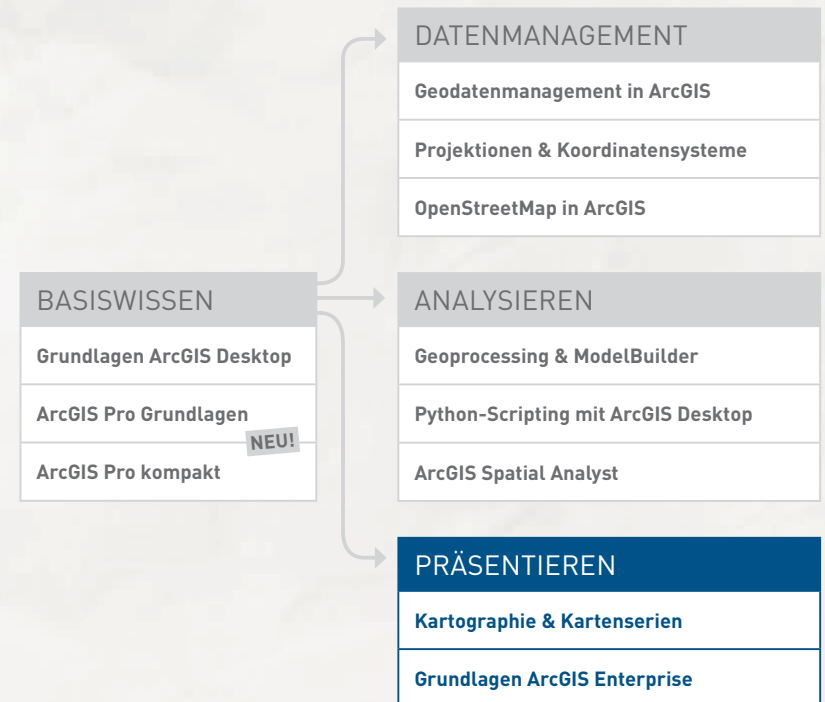 DATENMANAGEMENT
Geodatenmanagement in ArcGIS
Projektionen & Koordinatensysteme
OpenStreetMap in ArcGIS
BASISWISSEN
Grundlagen ArcGIS Desktop
ArcGIS Pro Grundlagen
NEU!
ArcGIS Pro kompakt
ANALYSIEREN
Geoprocessing & ModelBuilder
Python-Scripting mit ArcGIS Desktop
ArcGIS Spatial Analyst
PRÄSENTIEREN
Kartographie & Kartenserien
Grundlagen ArcGIS Enterprise